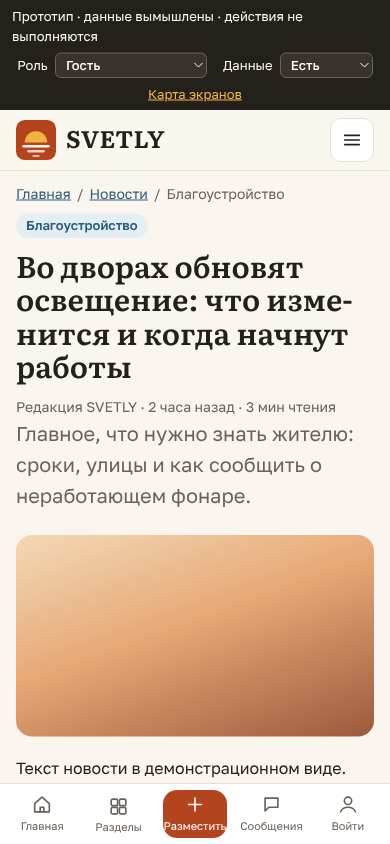 Прототип · данные вымышлены · действия не
выполняются
Роль Гость Данные Есть
Карта экранов
SVETLY
Главная / Новости / Благоустройство
Благоустройство
Во дворах обновят
освещение: что изме-
нится и когда начнут
работы
Редакция SVETLY · 2 часа назад · 3 мин чтения
Главное, что нужно знать жителю:
сроки, улицы и как сообщить о
неработающем фонаре.
Текст новости в демонстрационном виде.
Главная Разделы Разместить Сообщения Войти